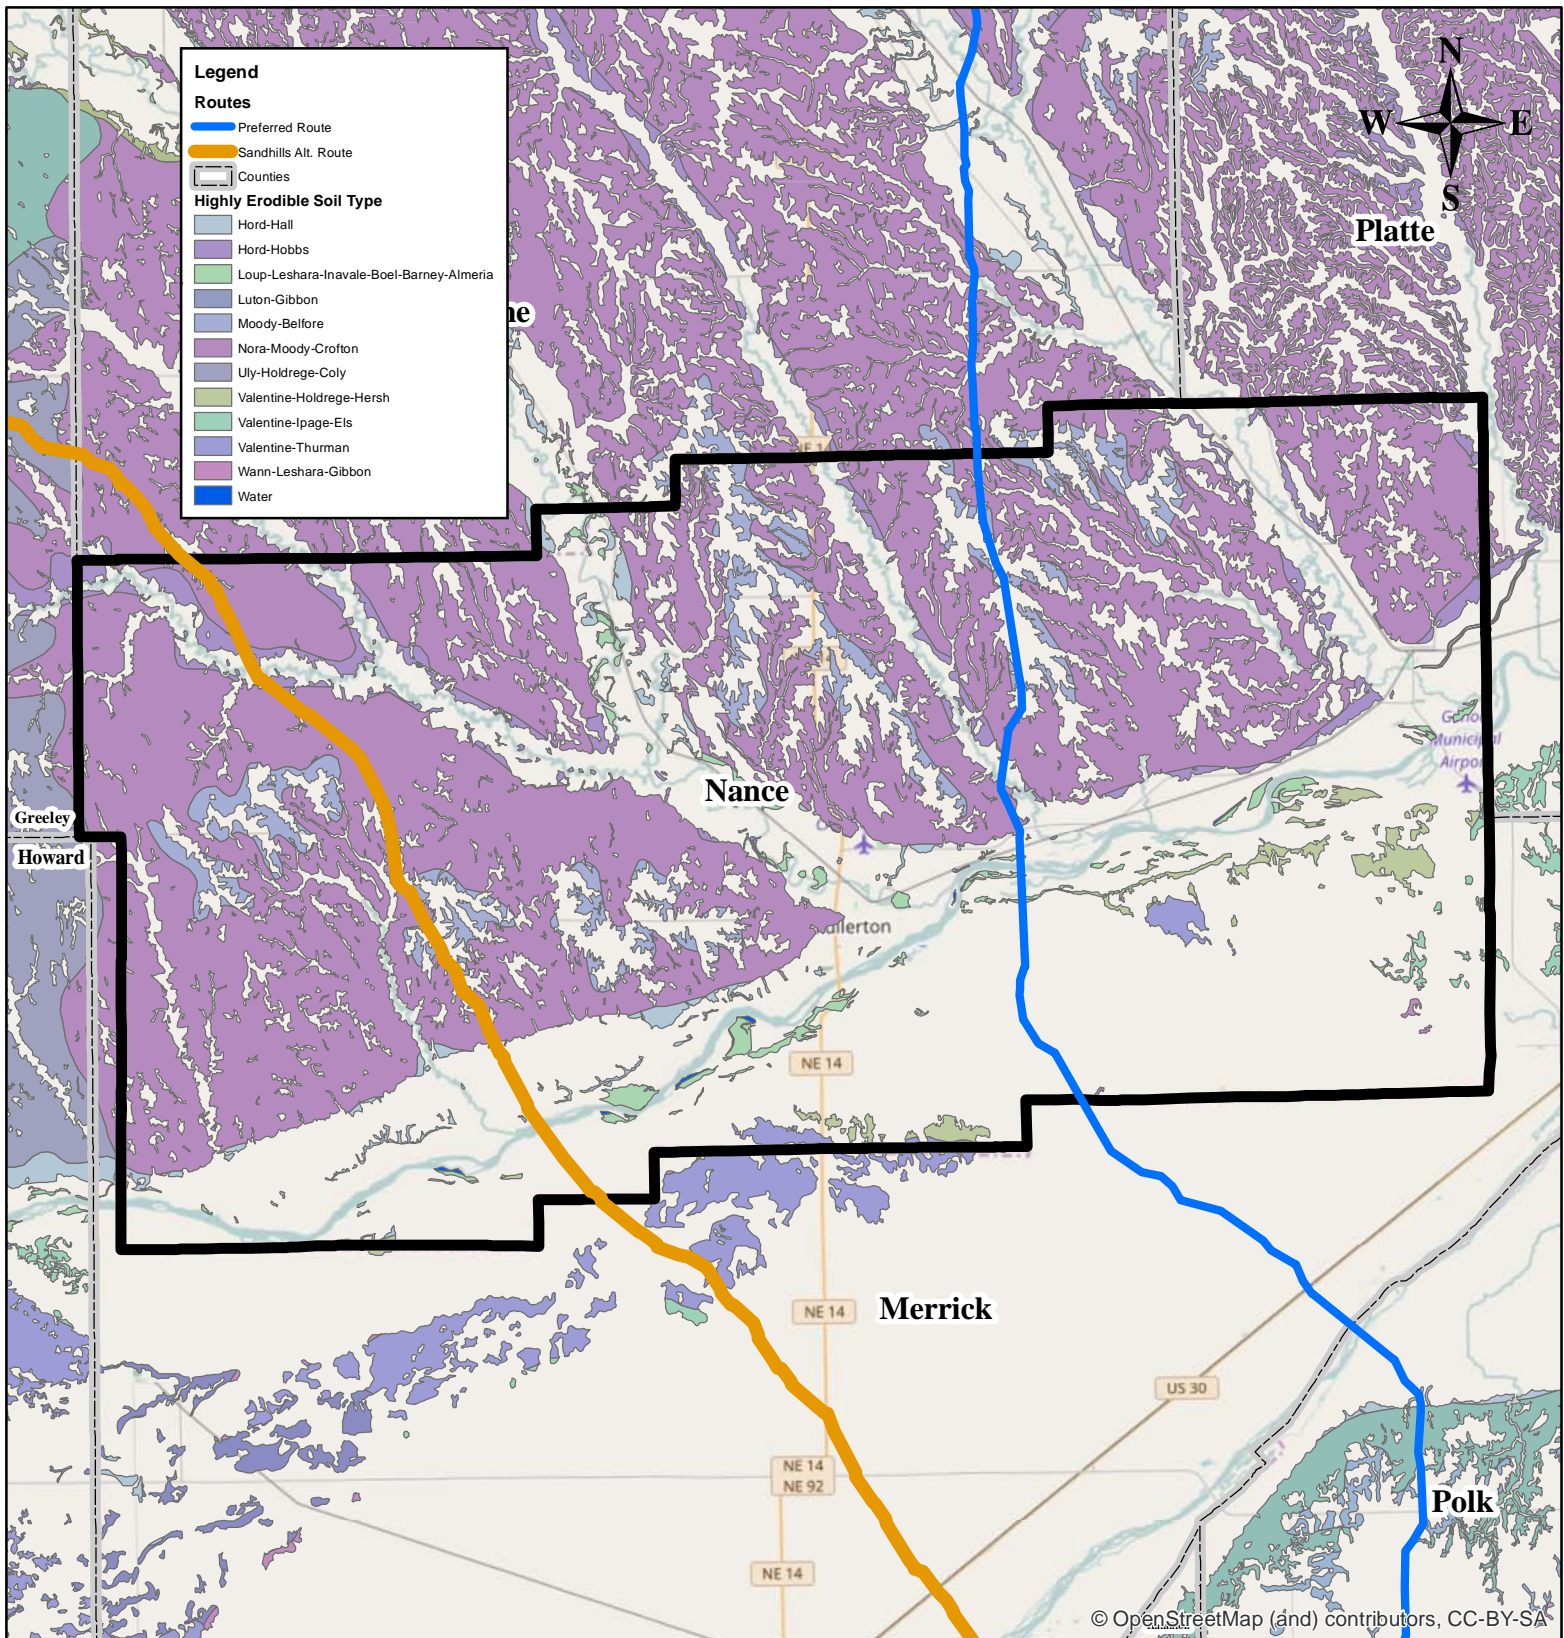 Legend
Routes
Preferred Route
Sandhills Alt. Route
Counties
Highly Erodible Soil Type
Hord-Hall
Hord-Hobbs
Loup-Leshara-Inavale-Boel-Barney-Almeria
Luton-Gibbon
Moody-Belfore
Nora-Moody-Crofton
Uly-Holdrege-Coly
Valentine-Holdrege-Hersh
Valentine-Ipage-Els
Valentine-Thurman
Wann-Leshara-Gibbon
Water
N
W
E
S
Platte
ne
Municipal
Nance
Greeley
Howard
ullerton
NE 14
NE 14
Merrick
US 30
NE 14
NE 92
Polk
NE 14
© OpenStreetMap (and) contributors, CC-BY-SA